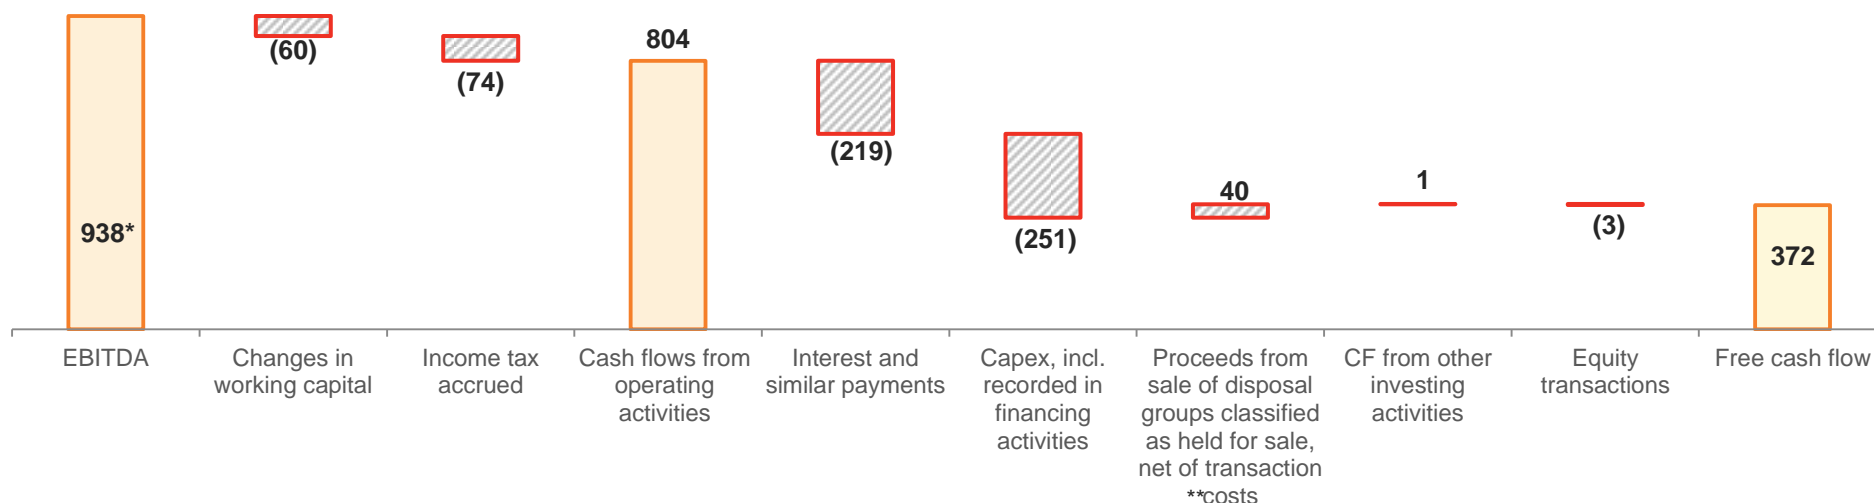 (60)
(74)
804
(219)
(251)
40
1
(3)
938*
372
EBITDA
Changes in
working capital
Income tax
accrued
Cash flows from
operating
activities
Interest and
similar payments
Capex, incl.
recorded in
financing
activities
Proceeds from
sale of disposal
groups classified
as held for sale,
net of transaction
**costs
CF from other
investing
activities
Equity
transactions
Free cash flow